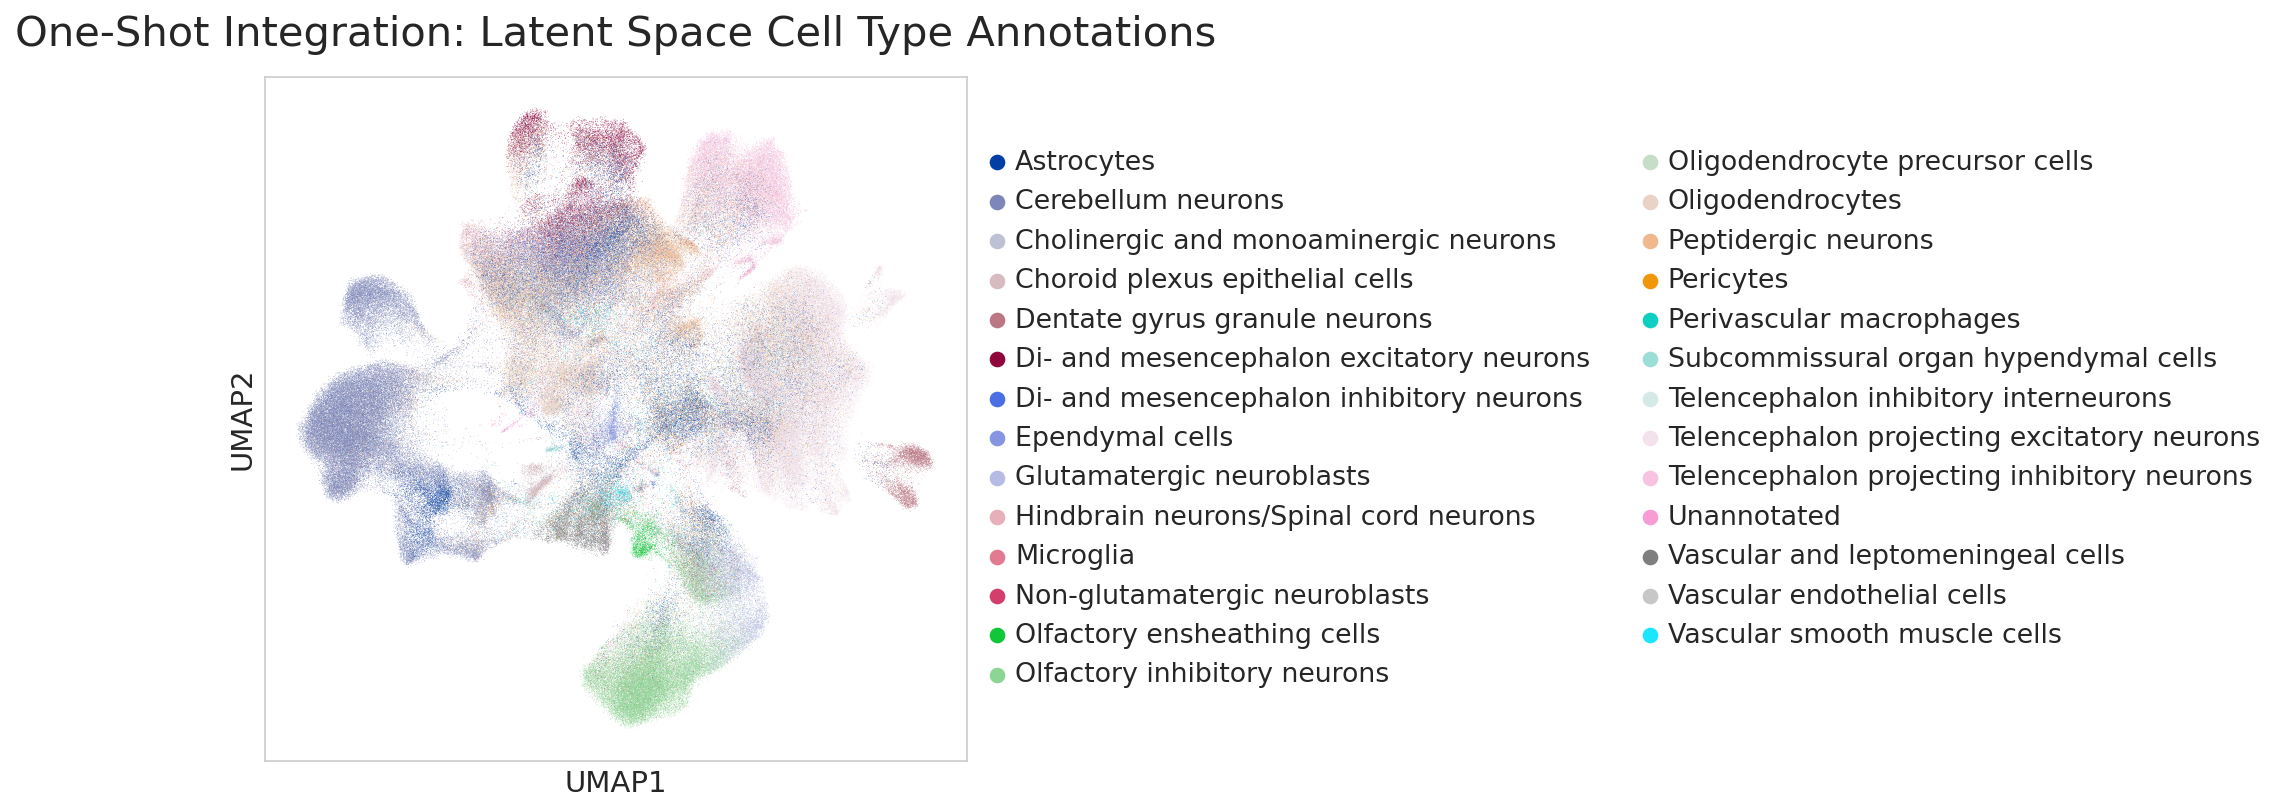 One-Shot Integration: Latent Space Cell Type Annotations
UMAP2
UMAP1
Astrocytes
Cerebellum neurons
Cholinergic and monoaminergic neurons
Choroid plexus epithelial cells
Dentate gyrus granule neurons
Di- and mesencephalon excitatory neurons
Di- and mesencephalon inhibitory neurons
Ependymal cells
Glutamatergic neuroblasts
Hindbrain neurons/Spinal cord neurons
Microglia
Non-glutamatergic neuroblasts
Olfactory ensheathing cells
Olfactory inhibitory neurons
Oligodendrocyte precursor cells
Oligodendrocytes
Peptidergic neurons
Pericytes
Perivascular macrophages
Subcommissural organ hypendymal cells
Telencephalon inhibitory interneurons
Telencephalon projecting excitatory neurons
Telencephalon projecting inhibitory neurons
Unannotated
Vascular and leptomeningeal cells
Vascular endothelial cells
Vascular smooth muscle cells